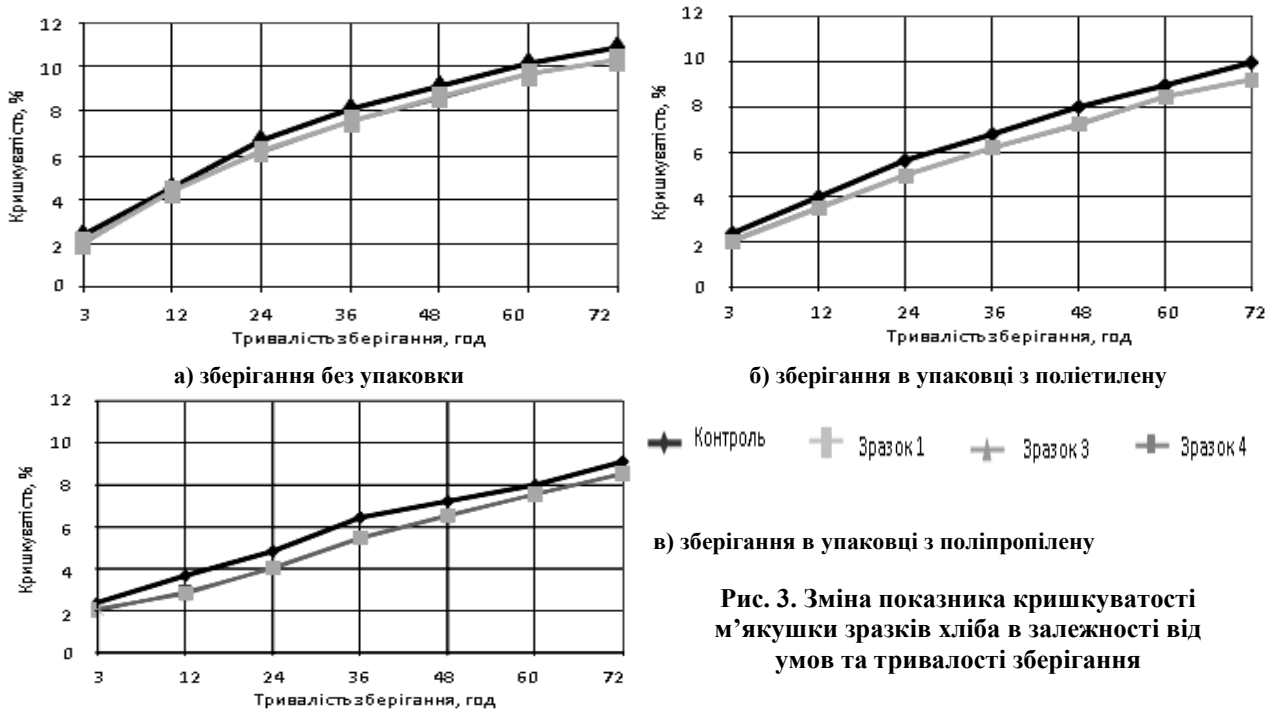 12
10
8
6
4
2
0
Кришкуватість, %
3 12 24 36 48 60 72
Тривалість зберігання, год
а) зберігання без упаковки
12
10
8
6
4
2
0
Кришкуватість, %
3 12 24 36 48 60 72
Тривалість зберігання, год
б) зберігання в упаковці з поліетилену
12
10
8
6
4
2
0
Кришкуватість, %
3 12 24 36 48 60 72
Тривалість зберігання, год
Контроль Зразок 1 Зразок 3 Зразок 4
в) зберігання в упаковці з поліпропілену
Рис. 3. Зміна показника кришкуватості
м’якушки зразків хліба в залежності від
умов та тривалості зберігання